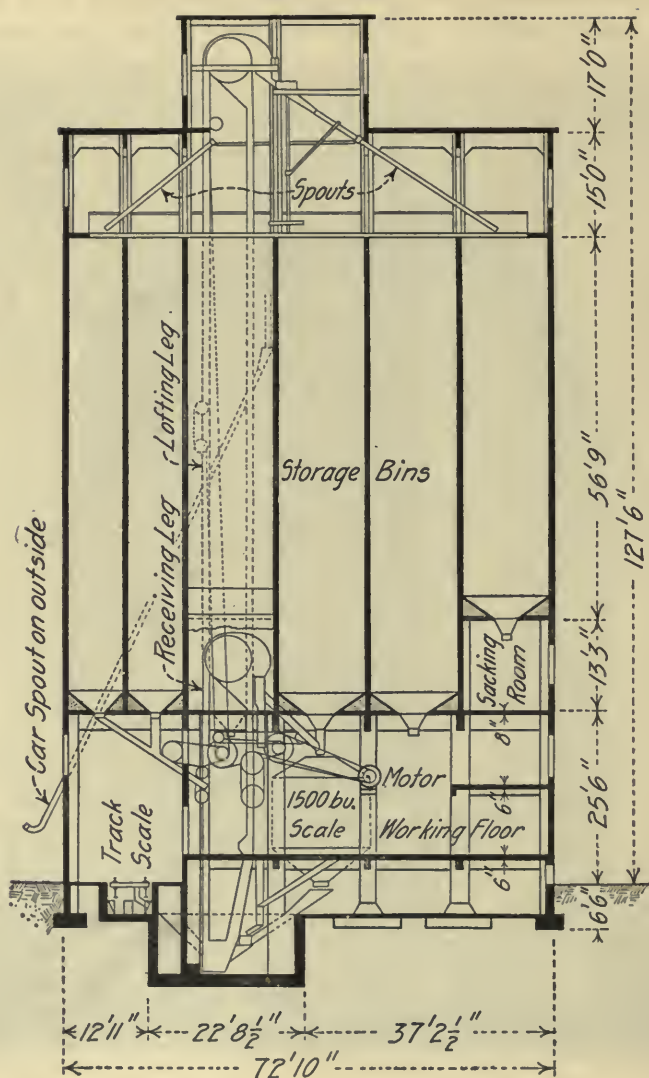 17'0"
15'0"
Spouts
Lofting Leg
Receiving Leg
Storage Bins
56'9"
127'6"
Car Spout on outside
Sacking
Room
13'3"
8"
Motor
1500 bu.
Scale
Working Floor
6"
25'6"
Track
Scale
6"
6'6"
12'11"
22'8½"
37'2½"
72'10"